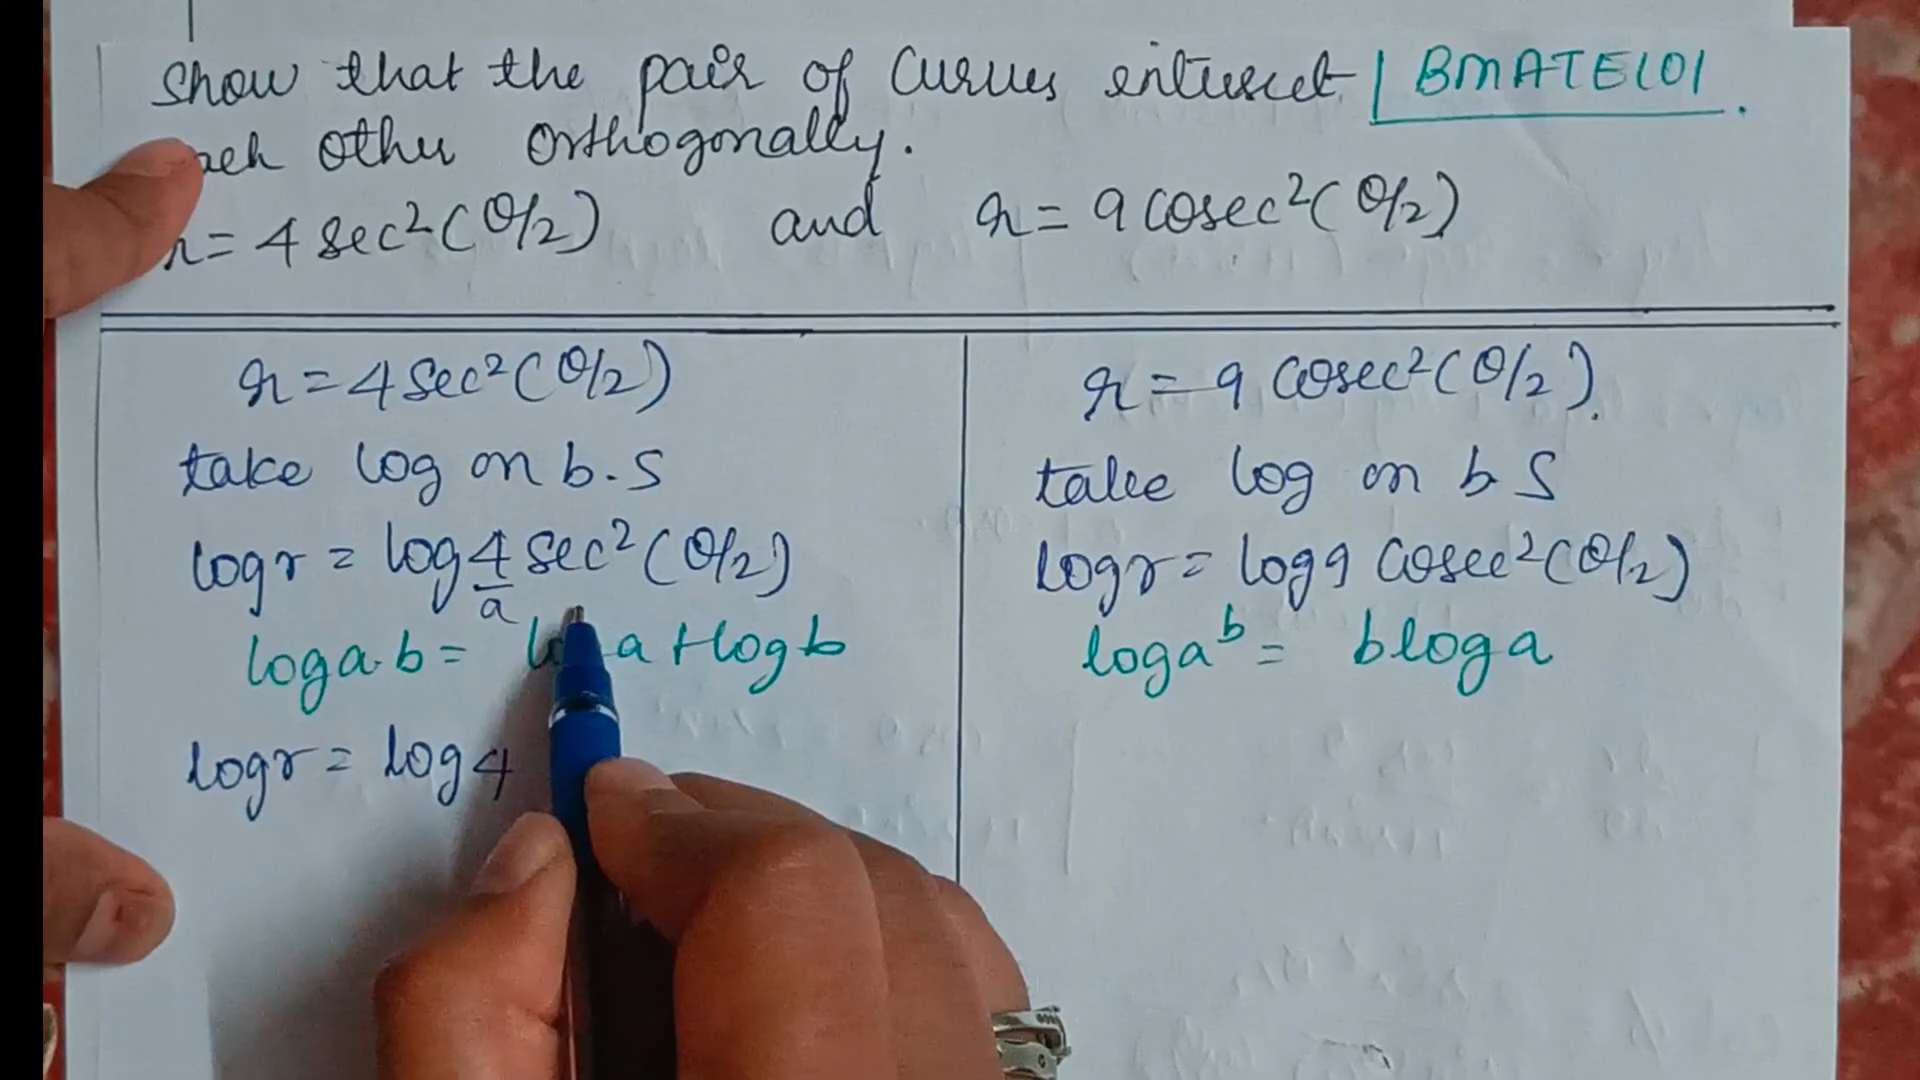 Show that the pair of Curves intersect BMATE101
other Orthogonally.
r = 4 Sec²(θ/2) and r = 9 Cosec²(θ/2)
r = 4 Sec²(θ/2)
take log on b.S
log r = log 4 Sec²(θ/2)
a
log a.b = a + log b
log r = log 4
r = 9 Cosec²(θ/2).
take log on b S
log r = log 9 Cosec²(θ/2)
log a^b = b log a